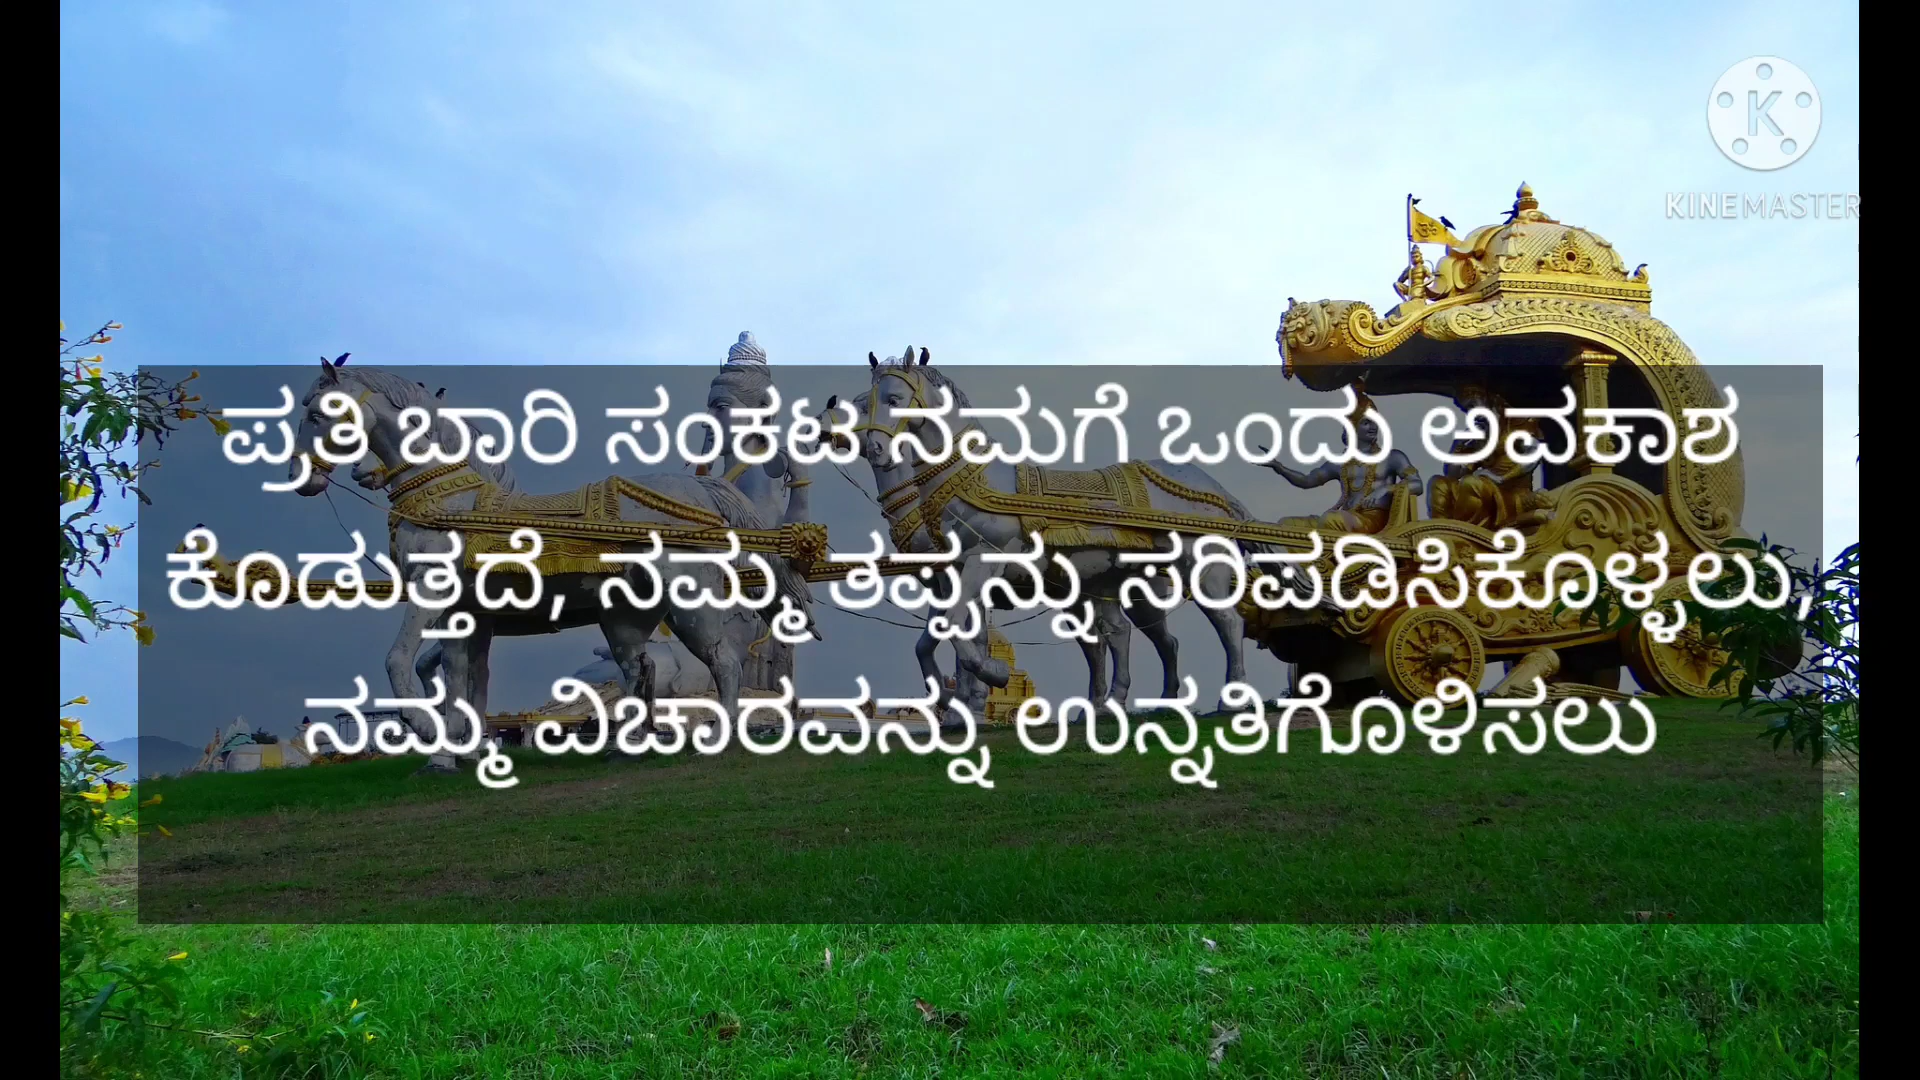 KINEMASTER
ಪ್ರತಿ ಬಾರಿ ಸಂಕಟ ನಮಗೆ ಒಂದು ಅವಕಾಶ
ಕೊಡುತ್ತದೆ, ನಮ್ಮ ತಪ್ಪನ್ನು ಸರಿಪಡಿಸಿಕೊಳ್ಳಲು,
ನಮ್ಮ ವಿಚಾರವನ್ನು ಉನ್ನತಿಗೊಳಿಸಲು